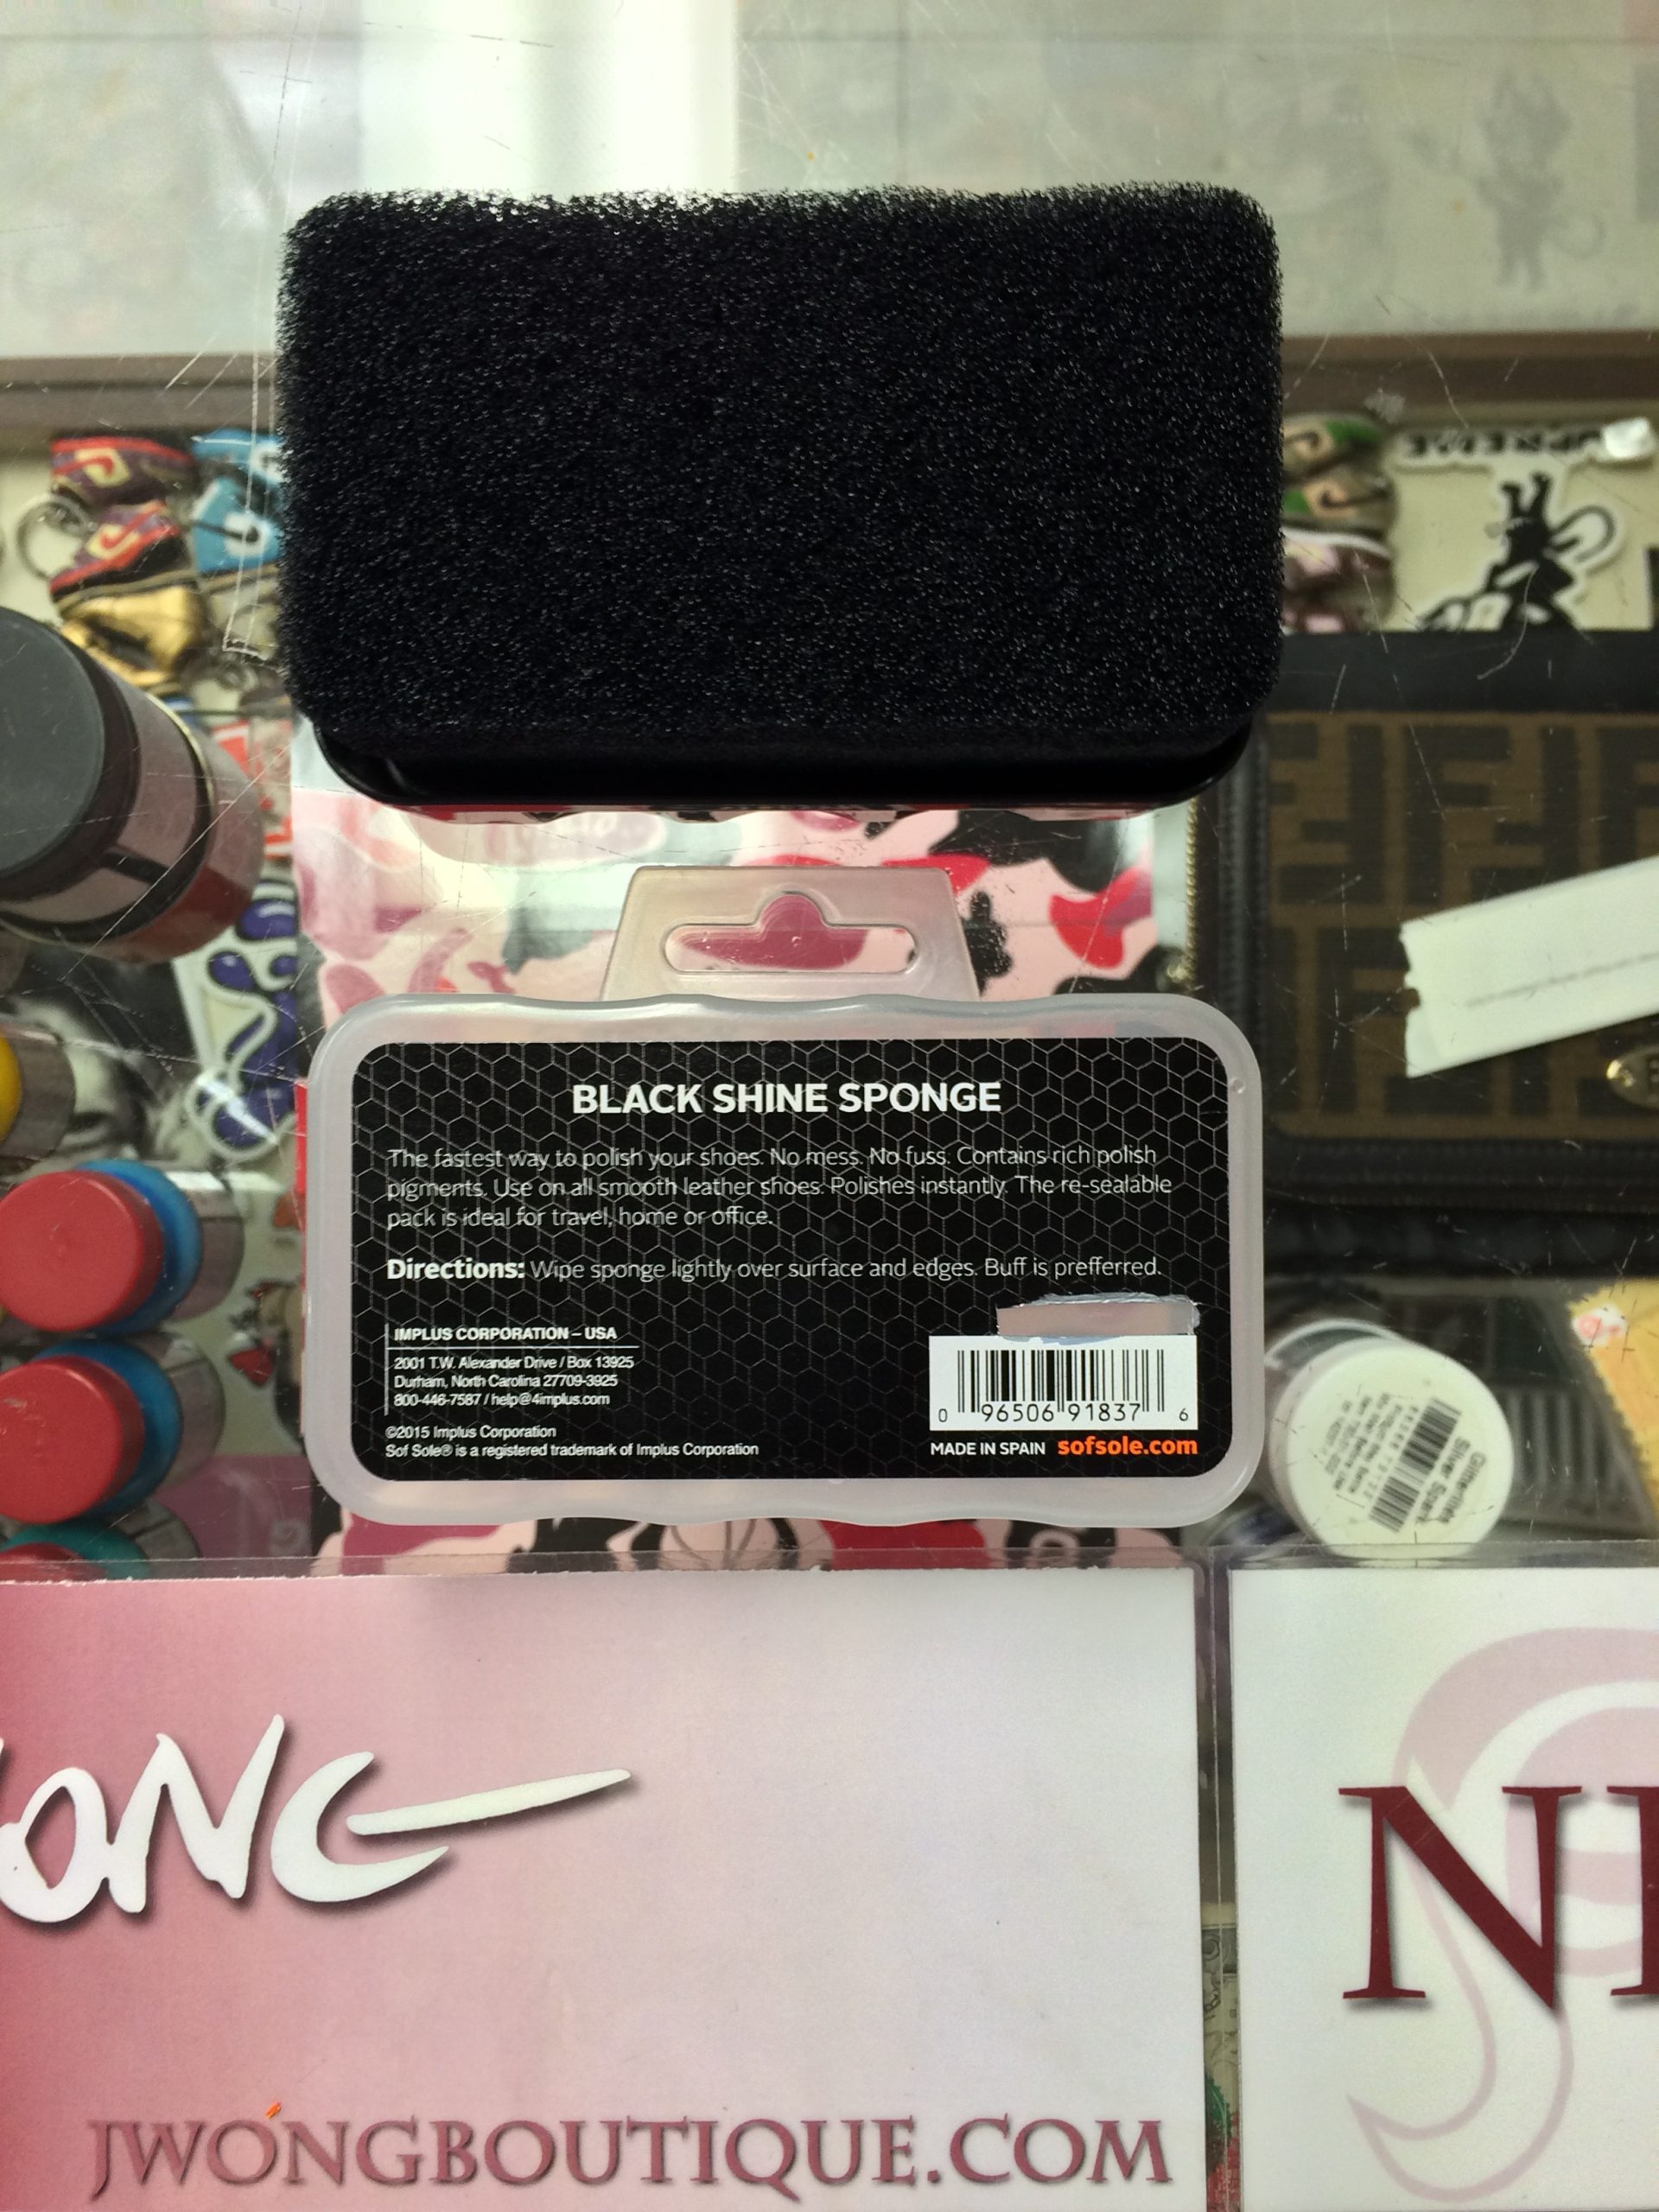 BLACK SHINE SPONGE
The fastest way to polish your shoes. No mess. No fuss. Contains rich polish
pigments. Use on all smooth leather shoes. Polishes instantly. The re-sealable
pack is ideal for travel, home or office.
Directions: Wipe sponge lightly over surface and edges. Buff is prefferred.
IMPLUS CORPORATION – USA
2001 T.W. Alexander Drive / Box 13925
Durham, North Carolina 27709-3925
800-446-7587 / help@4implus.com
©2015 Implus Corporation
Sof Sole® is a registered trademark of Implus Corporation
0 96506 91837 6
MADE IN SPAIN sofsole.com
ONG
JWONGBOUTIQUE.COM